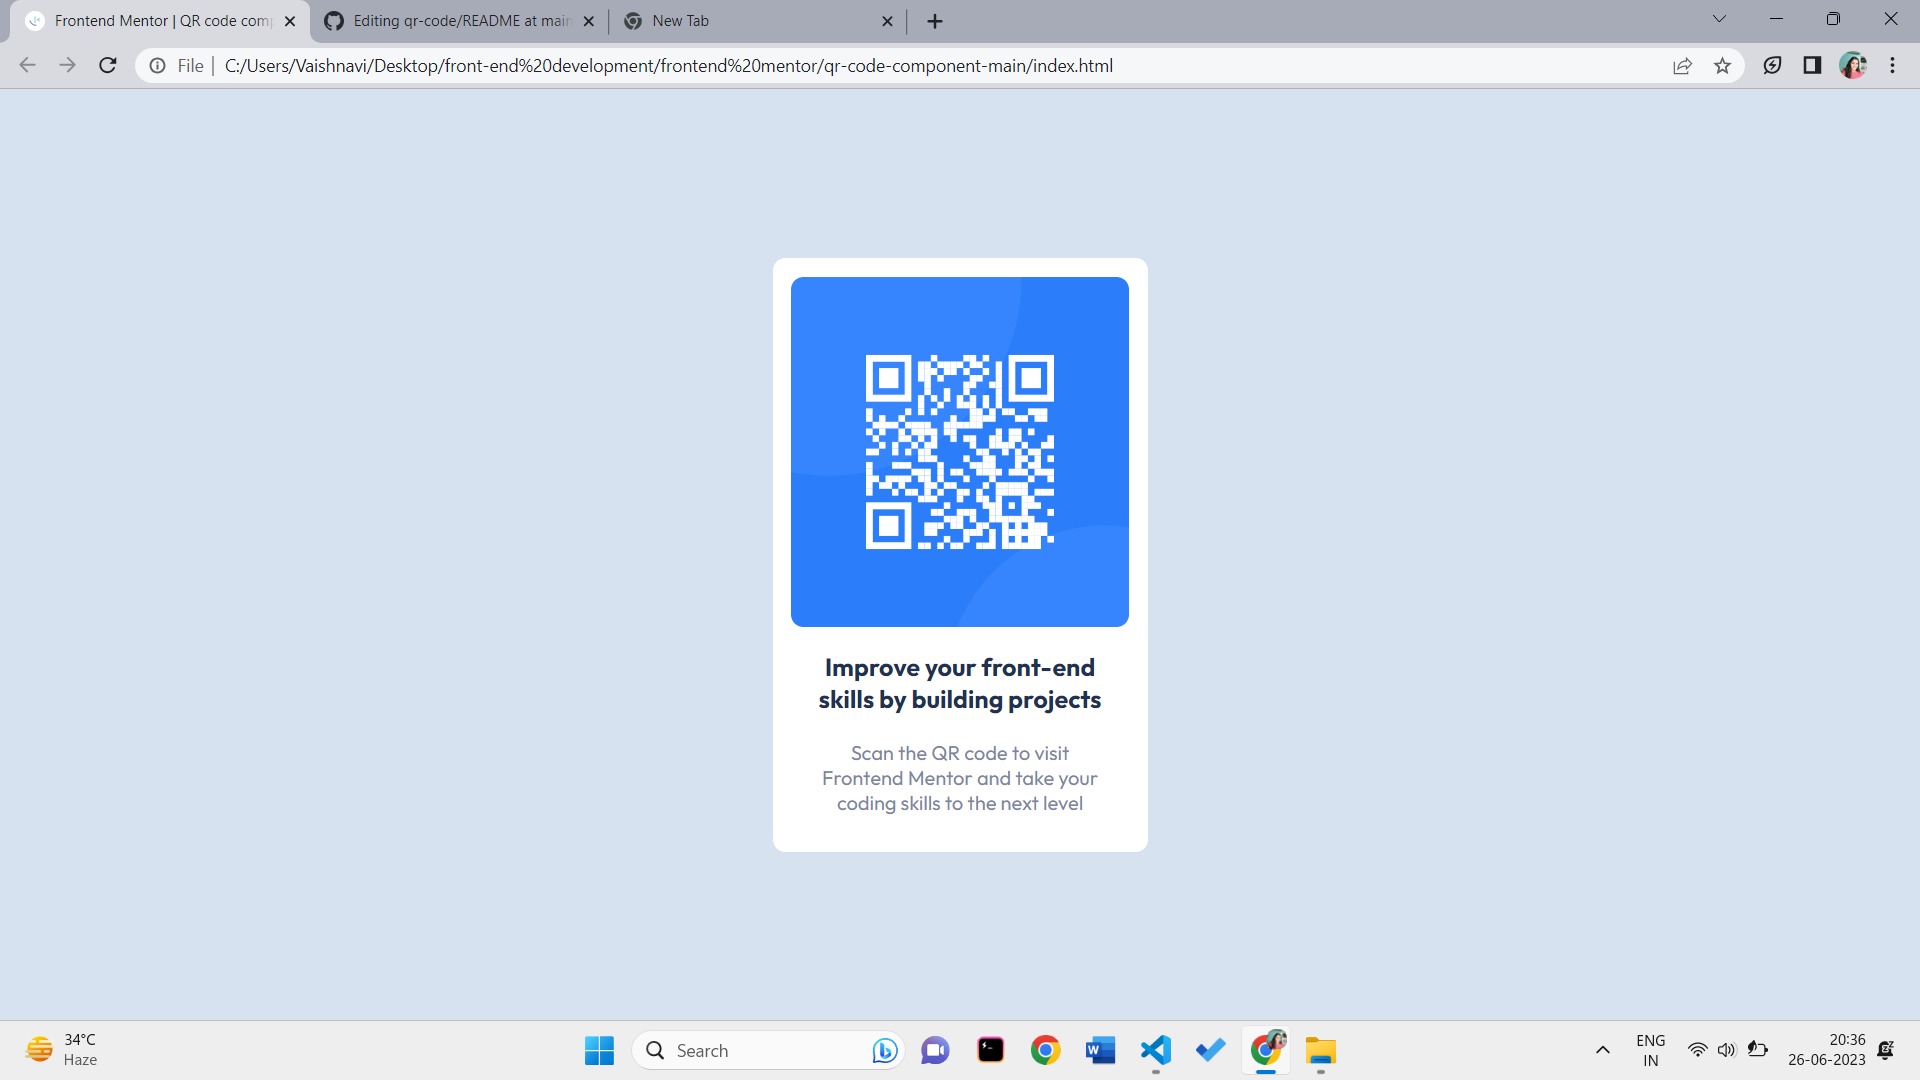 Frontend Mentor | QR code comp
Editing qr-code/README at main
New Tab
File
C:/Users/Vaishnavi/Desktop/front-end%20development/frontend%20mentor/qr-code-component-main/index.html
Improve your front-end
skills by building projects
Scan the QR code to visit
Frontend Mentor and take your
coding skills to the next level
34°C
Haze
Search
ENG
IN
20:36
26-06-2023